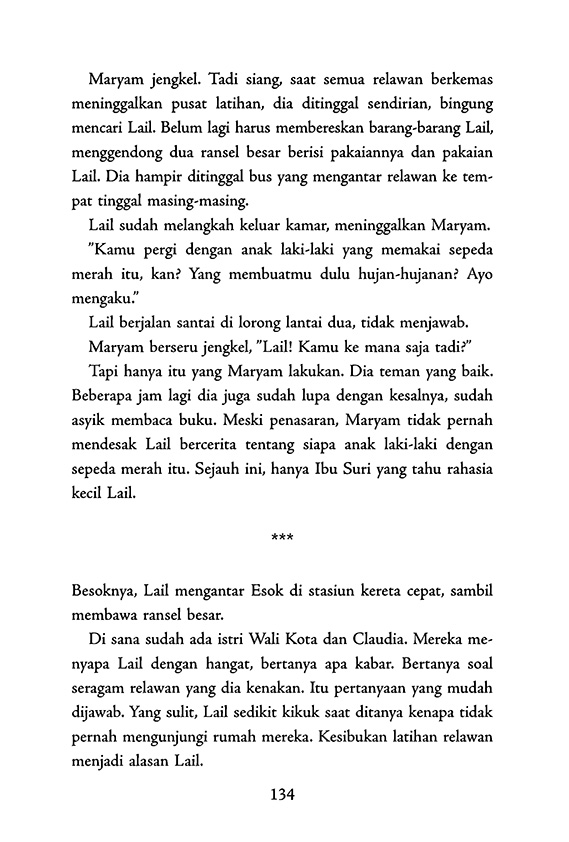 Maryam jengkel. Tadi siang, saat semua relawan berkemas
meninggalkan pusat latihan, dia ditinggal sendirian, bingung
mencari Lail. Belum lagi harus membereskan barang-barang Lail,
menggendong dua ransel besar berisi pakaiannya dan pakaian
Lail. Dia hampir ditinggal bus yang mengantar relawan ke tem-
pat tinggal masing-masing.
Lail sudah melangkah keluar kamar, meninggalkan Maryam.
”Kamu pergi dengan anak laki-laki yang memakai sepeda
merah itu, kan? Yang membuatmu dulu hujan-hujanan? Ayo
mengaku.”
Lail berjalan santai di lorong lantai dua, tidak menjawab.
Maryam berseru jengkel, ”Lail! Kamu ke mana saja tadi?”
Tapi hanya itu yang Maryam lakukan. Dia teman yang baik.
Beberapa jam lagi dia juga sudah lupa dengan kesalnya, sudah
asyik membaca buku. Meski penasaran, Maryam tidak pernah
mendesak Lail bercerita tentang siapa anak laki-laki dengan
sepeda merah itu. Sejauh ini, hanya Ibu Suri yang tahu rahasia
kecil Lail.
***
Besoknya, Lail mengantar Esok di stasiun kereta cepat, sambil
membawa ransel besar.
Di sana sudah ada istri Wali Kota dan Claudia. Mereka me-
nyapa Lail dengan hangat, bertanya apa kabar. Bertanya soal
seragam relawan yang dia kenakan. Itu pertanyaan yang mudah
dijawab. Yang sulit, Lail sedikit kikuk saat ditanya kenapa tidak
pernah mengunjungi rumah mereka. Kesibukan latihan relawan
menjadi alasan Lail.
134